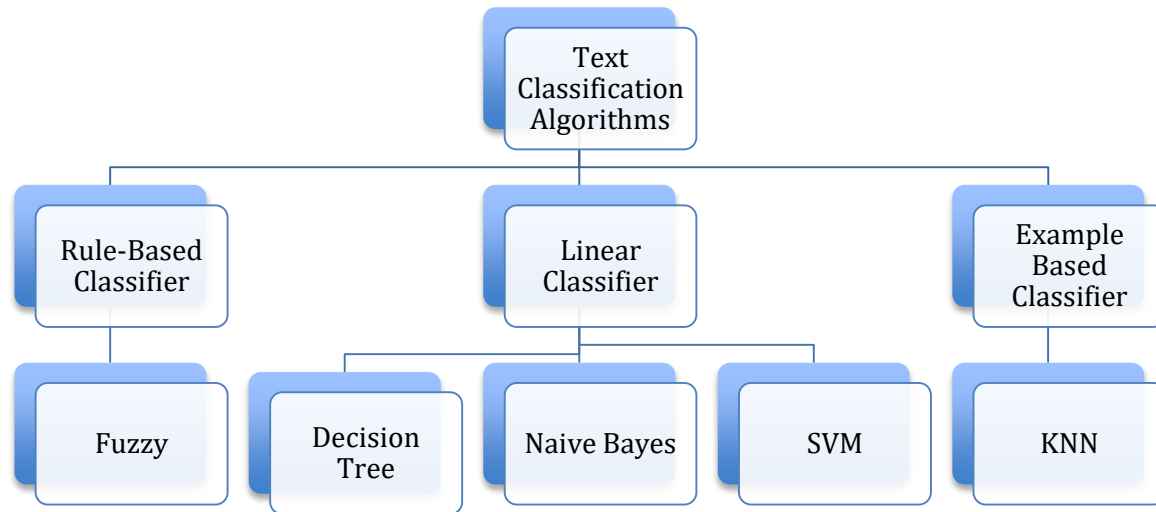 Text
Classification
Algorithms
Rule-Based
Classifier
Linear
Classifier
Example
Based
Classifier
Fuzzy
Decision
Tree
Naive Bayes
SVM
KNN